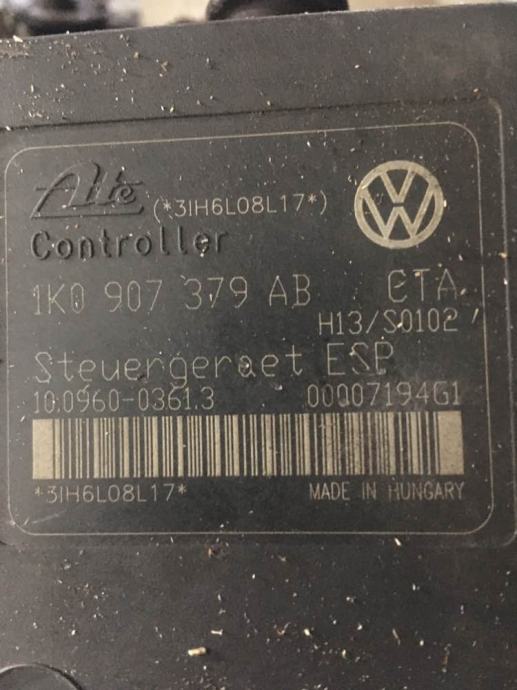 Ate (*3IH6L08L17*)
Controller
1K0 907 379 AB ETA
H13/S0102
Steuergeraet ESP
10.0960-0361.3 00007194G1
*3IH6L08L17* MADE IN HUNGARY